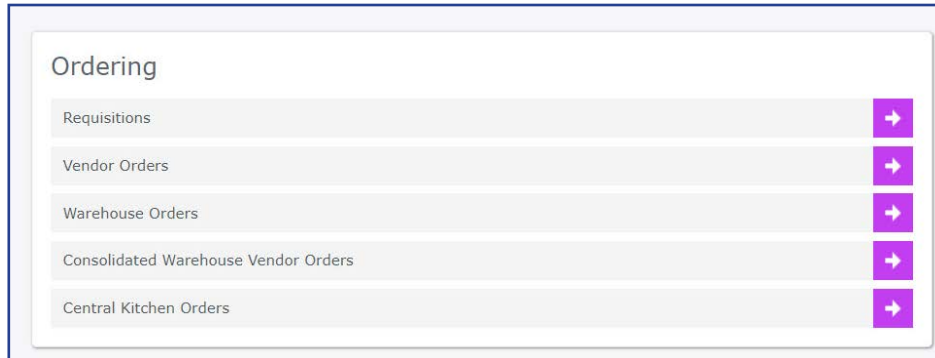 Ordering
Requisitions
Vendor Orders
Warehouse Orders
Consolidated Warehouse Vendor Orders
Central Kitchen Orders